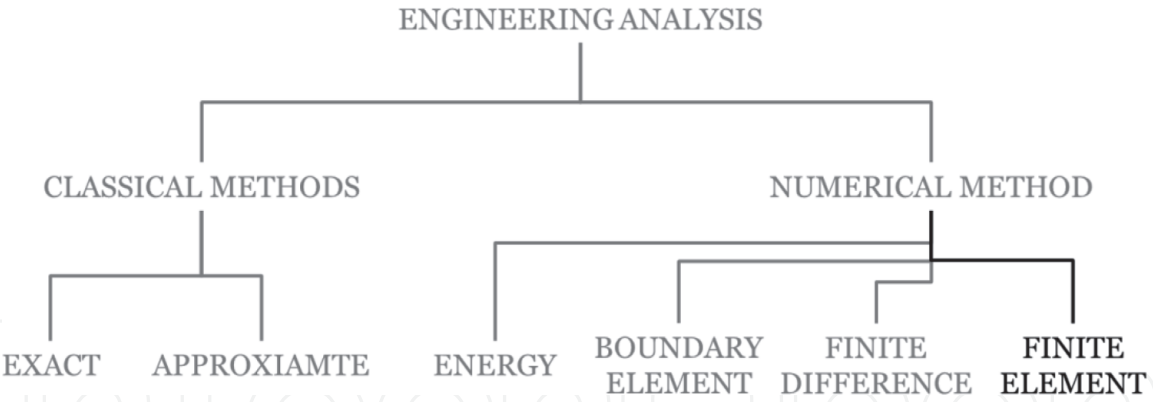 ENGINEERING ANALYSIS
CLASSICAL METHODS
NUMERICAL METHOD
EXACT
APPROXIAMTE
ENERGY
BOUNDARY
ELEMENT
FINITE
DIFFERENCE
FINITE
ELEMENT